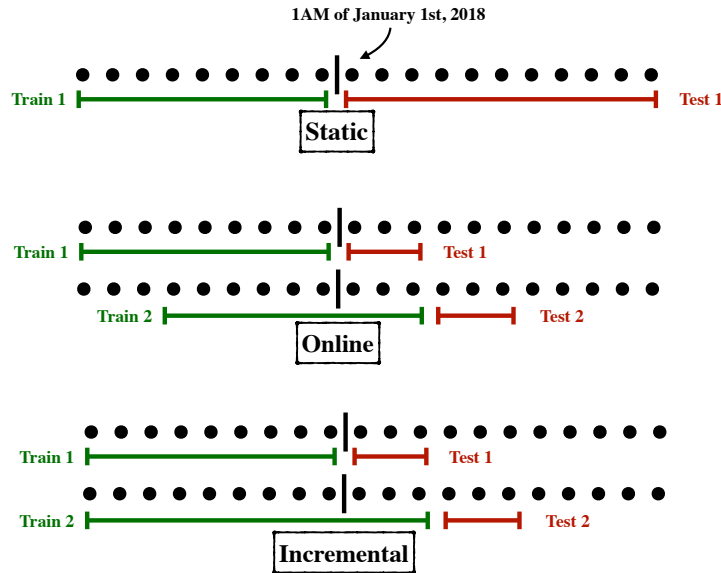 1AM of January 1st, 2018
Train 1
Test 1
Static
Train 1
Test 1
Train 2
Test 2
Online
Train 1
Test 1
Train 2
Test 2
Incremental